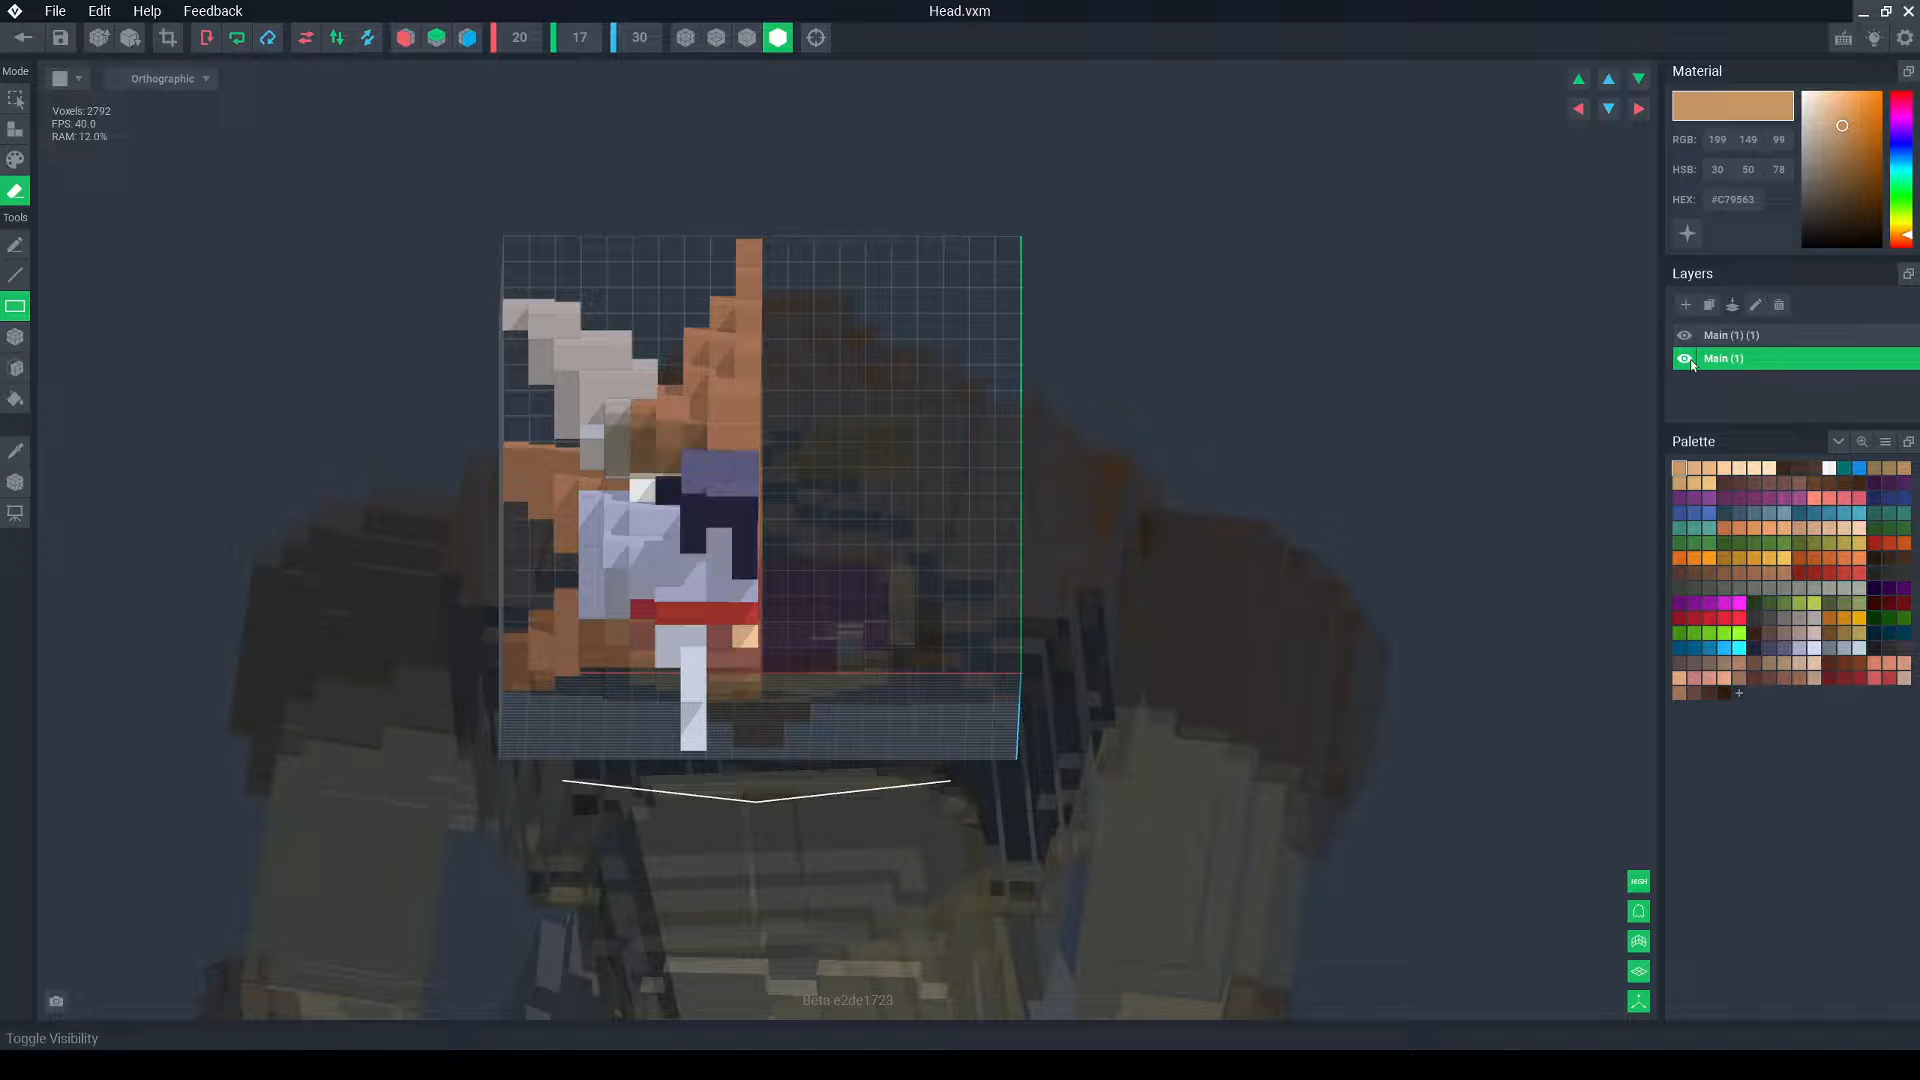 File Edit Help Feedback
Head.vxm
20 17 30
Mode
Orthographic
Voxels: 2792
FPS: 40.0
RAM: 12.0%
Tools
Material
RGB: 199 149 99
HSB: 30 50 78
HEX: #C79563
Layers
Main (1) (1)
Main (1)
Palette
HIGH
Beta e2de1723
Toggle Visibility